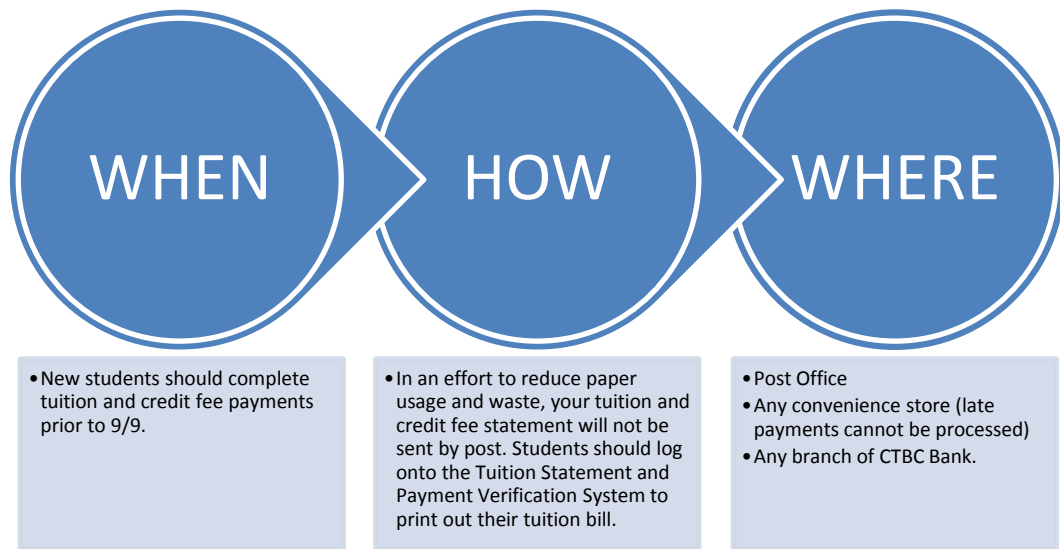 WHEN
HOW
WHERE
•New students should complete
tuition and credit fee payments
prior to 9/9.
•In an effort to reduce paper
usage and waste, your tuition and
credit fee statement will not be
sent by post. Students should log
onto the Tuition Statement and
Payment Verification System to
print out their tuition bill.
•Post Office
•Any convenience store (late
payments cannot be processed)
•Any branch of CTBC Bank.